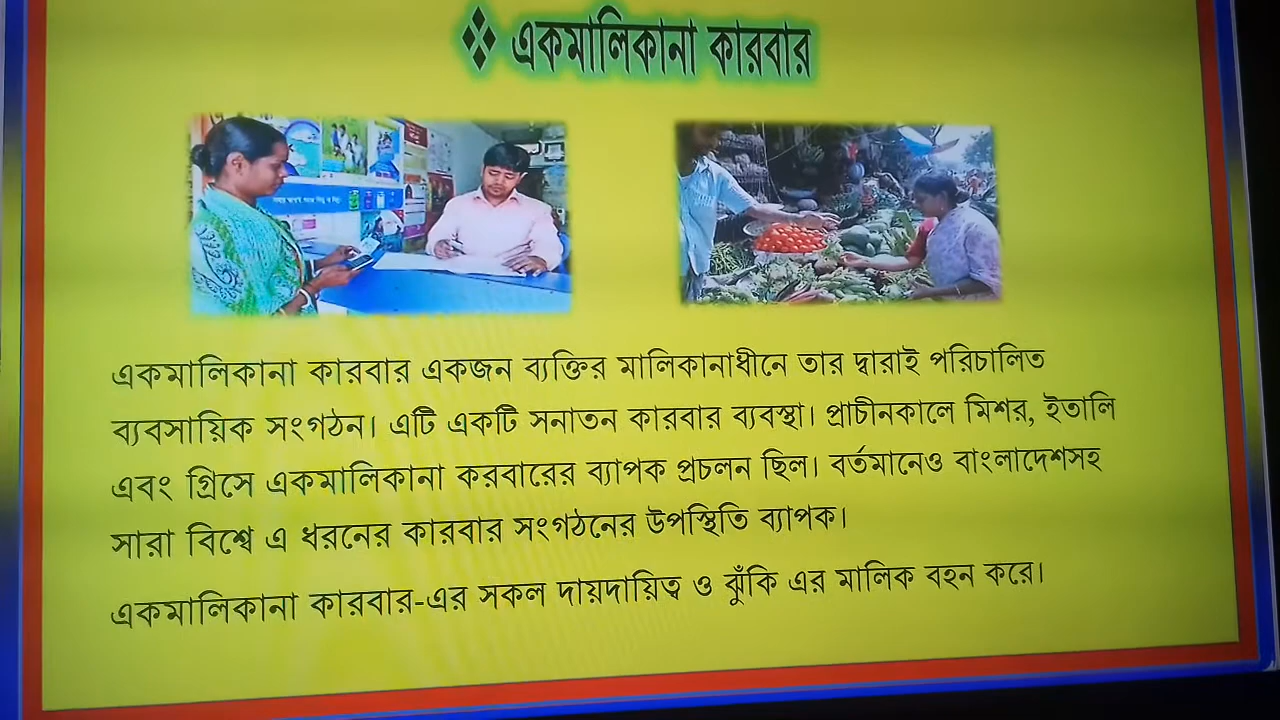 ❖ একমালিকানা কারবার
একমালিকানা কারবার একজন ব্যক্তির মালিকানাধীনে তার দ্বারাই পরিচালিত
ব্যবসায়িক সংগঠন। এটি একটি সনাতন কারবার ব্যবস্থা। প্রাচীনকালে মিশর, ইতালি
এবং গ্রিসে একমালিকানা করবারের ব্যাপক প্রচলন ছিল। বর্তমানেও বাংলাদেশসহ
সারা বিশ্বে এ ধরনের কারবার সংগঠনের উপস্থিতি ব্যাপক।
একমালিকানা কারবার-এর সকল দায়দায়িত্ব ও ঝুঁকি এর মালিক বহন করে।